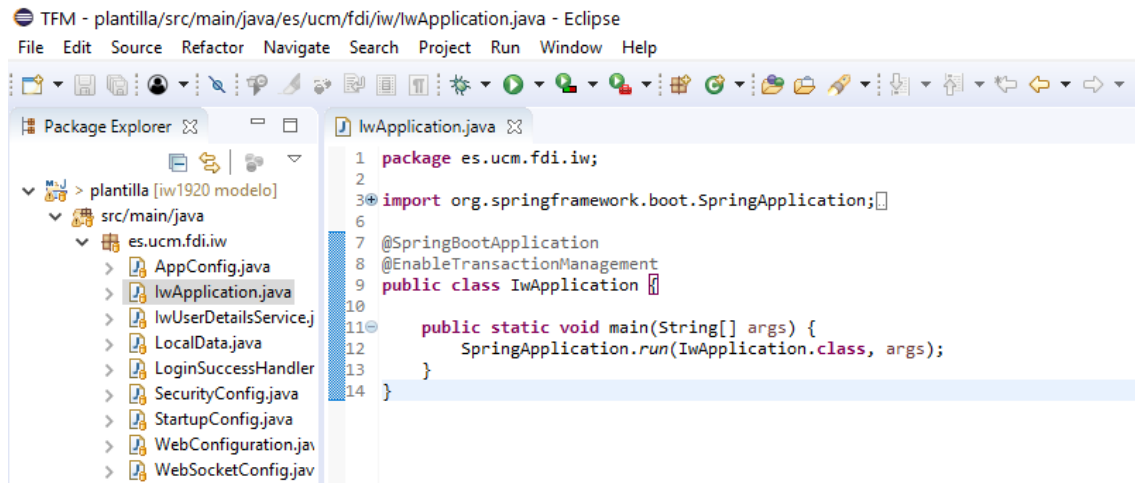 TFM - plantilla/src/main/java/es/ucm/fdi/iw/IwApplication.java - Eclipse
File Edit Source Refactor Navigate Search Project Run Window Help
Package Explorer
> plantilla [iw1920 modelo]
src/main/java
es.ucm.fdi.iw
AppConfig.java
IwApplication.java
IwUserDetailsService.j
LocalData.java
LoginSuccessHandler
SecurityConfig.java
StartupConfig.java
WebConfiguration.jav
WebSocketConfig.jav
IwApplication.java
1 package es.ucm.fdi.iw;
2
3 import org.springframework.boot.SpringApplication;
6
7 @SpringBootApplication
8 @EnableTransactionManagement
9 public class IwApplication {
10
11 public static void main(String[] args) {
12 SpringApplication.run(IwApplication.class, args);
13 }
14 }